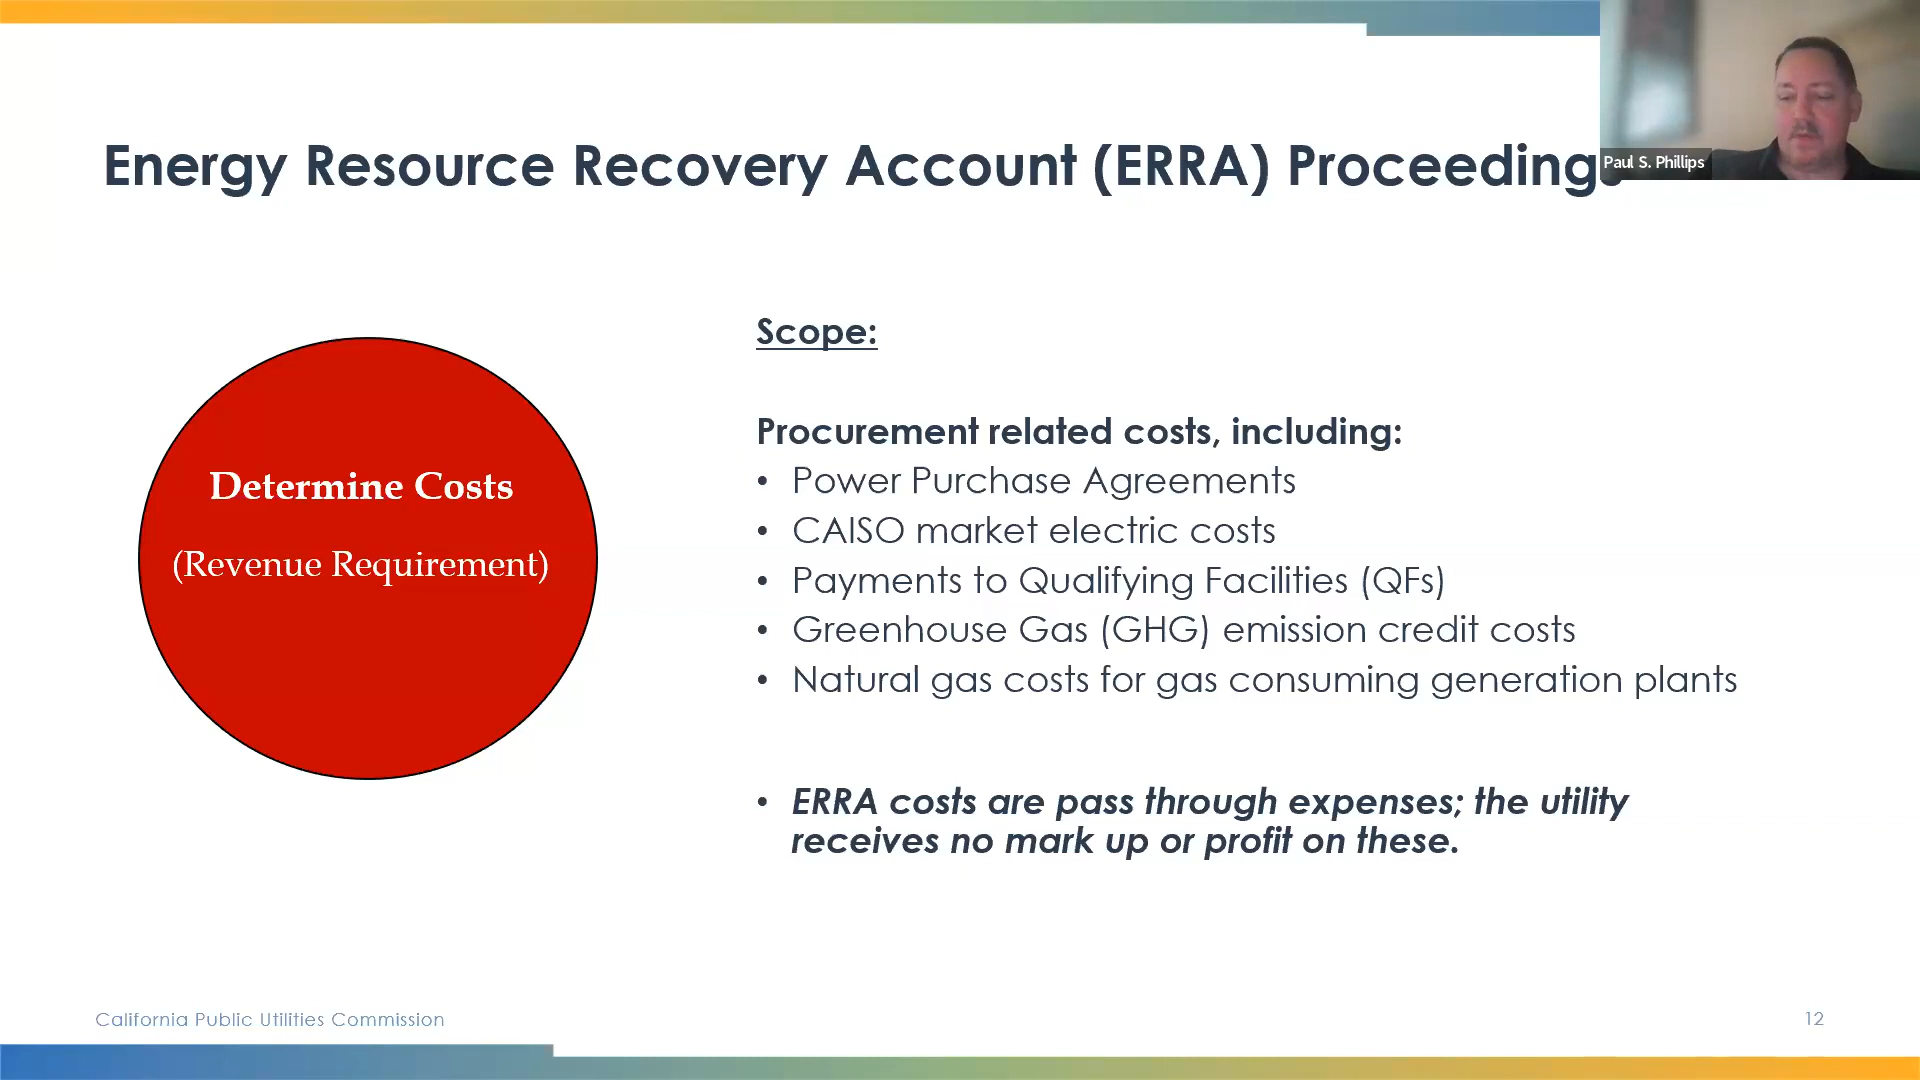 Energy Resource Recovery Account (ERRA) Proceedings
Paul S. Phillips
Determine Costs
(Revenue Requirement)
Scope:
Procurement related costs, including:
• Power Purchase Agreements
• CAISO market electric costs
• Payments to Qualifying Facilities (QFs)
• Greenhouse Gas (GHG) emission credit costs
• Natural gas costs for gas consuming generation plants
• ERRA costs are pass through expenses; the utility
receives no mark up or profit on these.
California Public Utilities Commission
12